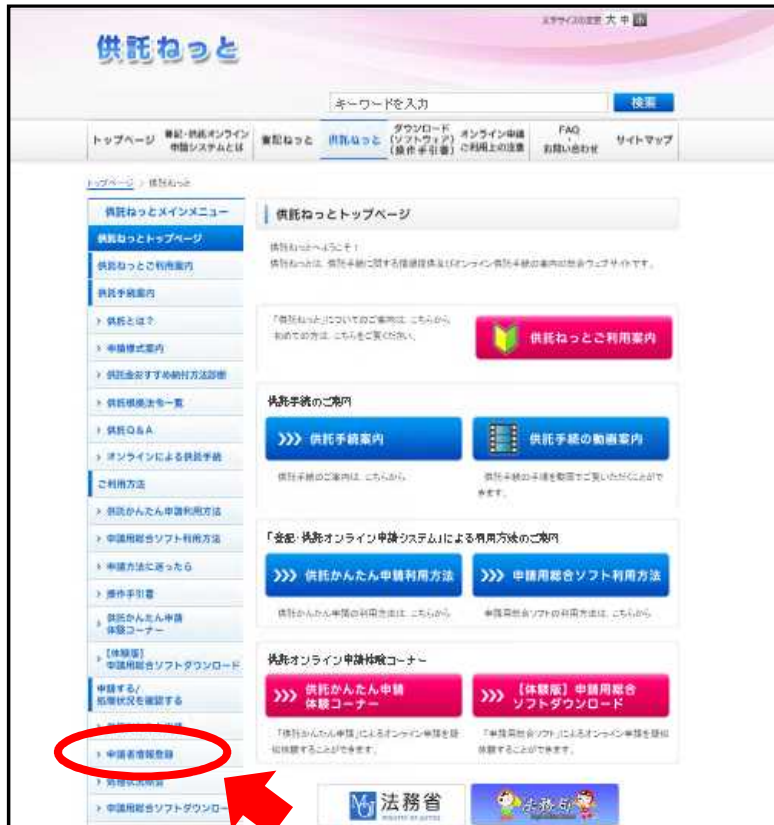 文字サイズの変更 大 中 小
供託ねっと
キーワードを入力
検索
トップページ
登記・供託オンライン
申請システムとは
登記ねっと
供託ねっと
ダウンロード
(ソフトウェア)
(操作手引書)
オンライン申請
ご利用上の注意
FAQ
・
お問い合わせ
サイトマップ
トップページ > 供託ねっと
供託ねっとメインメニュー
供託ねっとトップページ
供託ねっとご利用案内
供託手続案内
> 供託とは?
> 申請様式案内
> 供託金おすすめ納付方法診断
> 供託根拠法令一覧
> 供託Q&A
> オンラインによる供託手続
ご利用方法
> 供託かんたん申請利用方法
> 申請用総合ソフト利用方法
> 申請方法に迷ったら
> 操作手引書
> 供託かんたん申請
体験コーナー
> 【体験版】
申請用総合ソフトダウンロード
申請する/
処理状況を確認する
> 申請者情報登録
> 処理状況照会
> 申請用総合ソフトダウンロー
供託ねっとトップページ
供託ねっとへようこそ!
供託ねっとは、供託手続に関する情報提供及びオンライン供託手続の案内の総合ウェブサイトです。
「供託ねっと」についてのご案内は、こちらから
初めての方は、こちらをご覧ください。
供託ねっとご利用案内
供託手続のご案内
>>> 供託手続案内
供託手続の動画案内
供託手続のご案内は、こちらから
供託手続の手順を動画でご覧いただくことがで
きます。
「登記・供託オンライン申請システム」による利用方法のご案内
>>> 供託かんたん申請利用方法
>>> 申請用総合ソフト利用方法
供託かんたん申請の利用方法は、こちらから
申請用総合ソフトの利用方法は、こちらから
供託オンライン申請体験コーナー
>>> 供託かんたん申請
体験コーナー
>>> 【体験版】申請用総合
ソフトダウンロード
「供託かんたん申請」によるオンライン申請を疑
似体験することができます。
「申請用総合ソフト」によるオンライン申請を疑似
体験することができます。
MOJ 法務省
MINISTRY OF JUSTICE
法務局